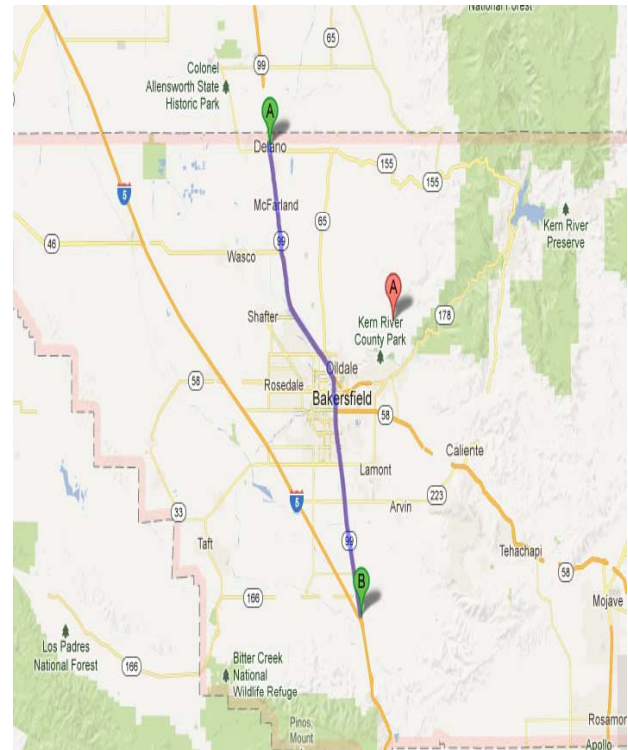 National Forest
65
99
Colonel
Allensworth State
Historic Park
A
Delano
155
155
5
McFarland
65
Kern River
Preserve
99
46
Wasco
A
Shafter
Kern River
County Park
178
Oildale
58
Rosedale
Bakersfield
58
Caliente
Lamont
223
5
Arvin
33
Taft
99
Tehachapi
58
B
166
Mojave
Los Padres
National Forest
166
Bitter Creek
National
Wildlife Refuge
Pinos,
Mount
Rosamon
Apollo